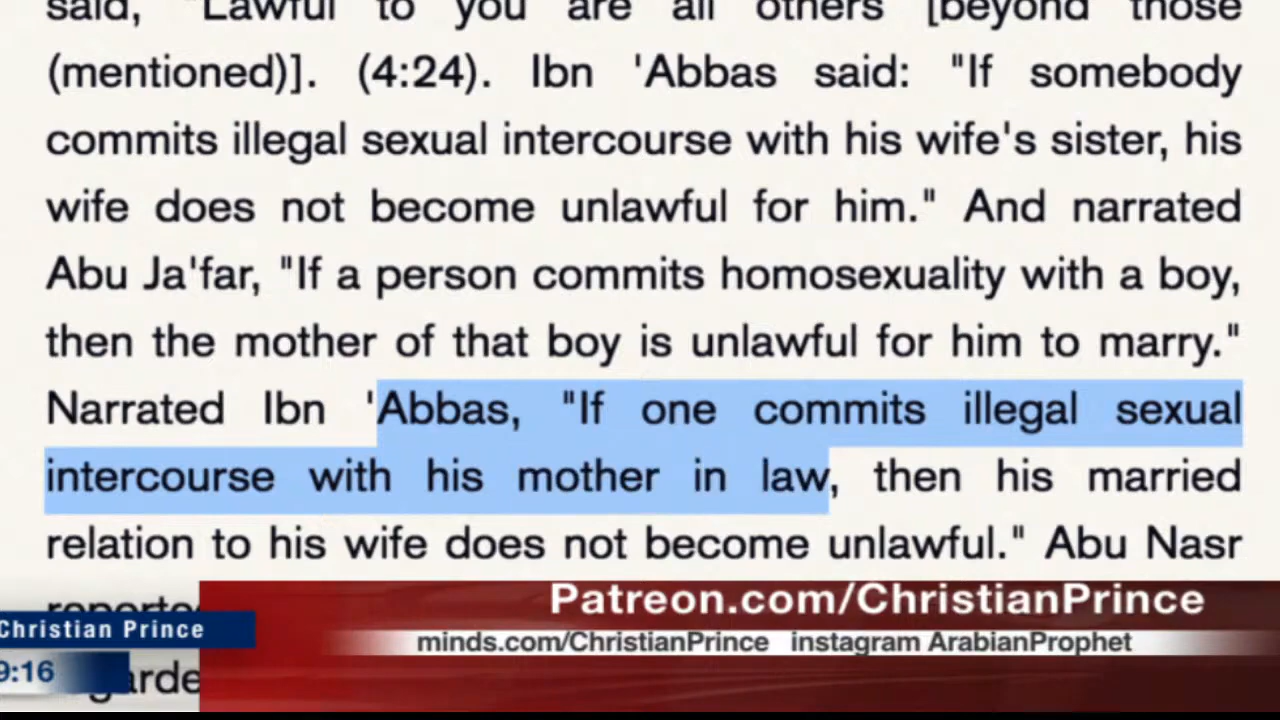 said, "Lawful to you are all others [beyond those
(mentioned)]. (4:24). Ibn 'Abbas said: "If somebody
commits illegal sexual intercourse with his wife's sister, his
wife does not become unlawful for him." And narrated
Abu Ja'far, "If a person commits homosexuality with a boy,
then the mother of that boy is unlawful for him to marry."
Narrated Ibn 'Abbas, "If one commits illegal sexual
intercourse with his mother in law, then his married
relation to his wife does not become unlawful." Abu Nasr
Patreon.com/ChristianPrince
Christian Prince
minds.com/ChristianPrince instagram ArabianProphet
9:16